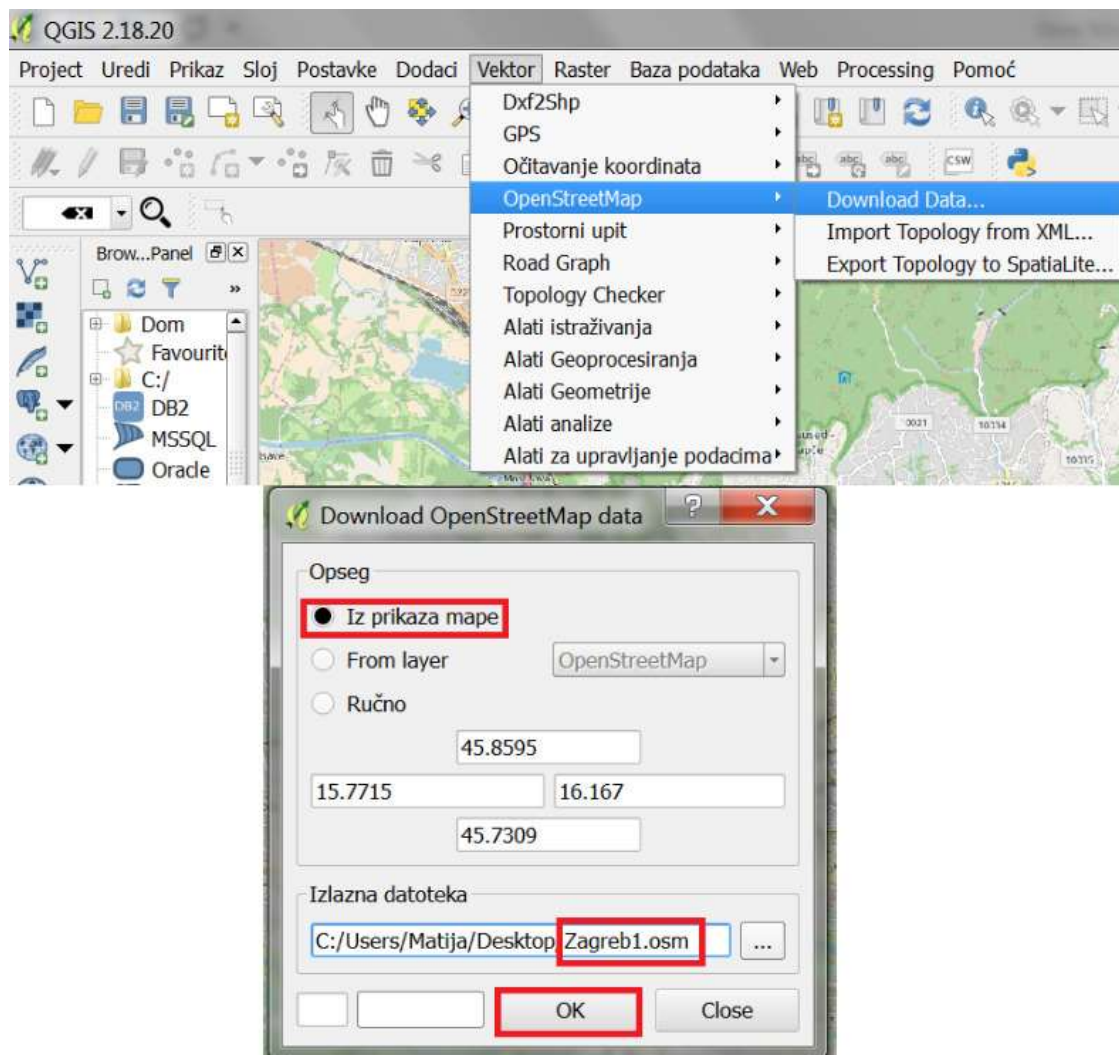 QGIS 2.18.20
Project Uredi Prikaz Sloj Postavke Dodaci Vektor Raster Baza podataka Web Processing Pomoć
Dxf2Shp
GPS
Očitavanje koordinata
abc abc abc CSW
OpenStreetMap
Download Data...
Prostorni upit
Import Topology from XML...
Road Graph
Export Topology to SpatiaLite...
Topology Checker
Alati istraživanja
Alati Geoprocesiranja
Alati Geometrije
Alati analize
Alati za upravljanje podacima
Brow...Panel
»
Dom
Favourit
C:/
DB2 DB2
MSSQL
Oracle
Download OpenStreetMap data
Opseg
Iz prikaza mape
From layer OpenStreetMap
Ručno
45.8595
15.7715 16.167
45.7309
Izlazna datoteka
C:/Users/Matija/Desktop/Zagreb1.osm ...
OK Close